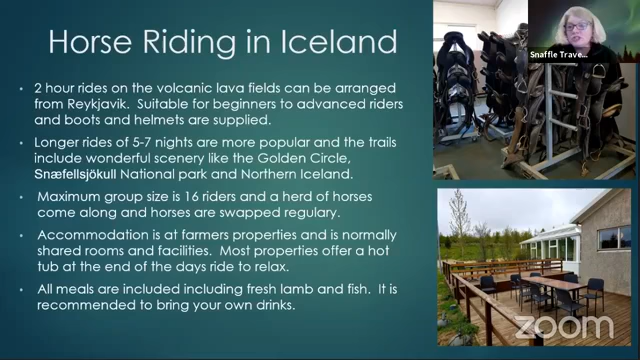 Horse Riding in Iceland
Snaffle Trave...
• 2 hour rides on the volcanic lava fields can be arranged
from Reykjavik. Suitable for beginners to advanced riders
and boots and helmets are supplied.
• Longer rides of 5-7 nights are more popular and the trails
include wonderful scenery like the Golden Circle,
Snæfellsjökull National park and Northern Iceland.
• Maximum group size is 16 riders and a herd of horses
come along and horses are swapped regulary.
• Accommodation is at farmers properties and is normally
shared rooms and facilities. Most properties offer a hot
tub at the end of the days ride to relax.
• All meals are included including fresh lamb and fish. It is
recommended to bring your own drinks.
zoom